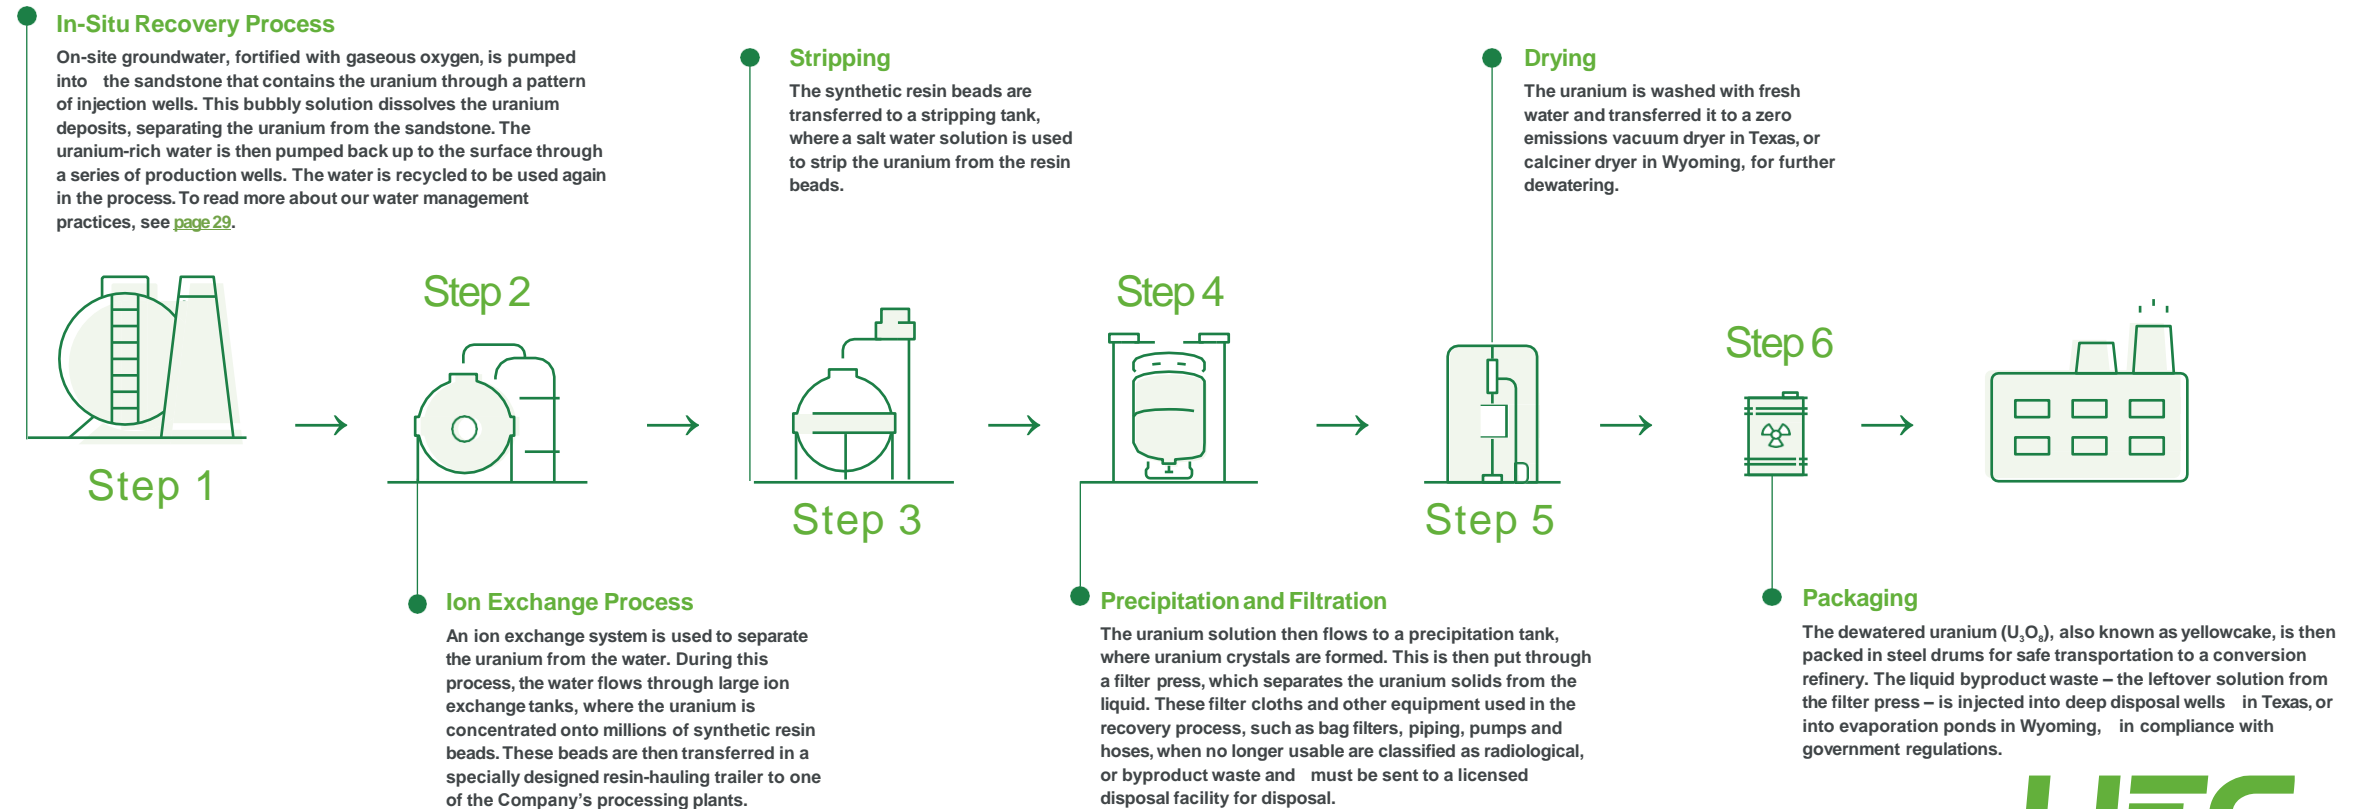 In-Situ Recovery Process
On-site groundwater, fortified with gaseous oxygen, is pumped
into the sandstone that contains the uranium through a pattern
of injection wells. This bubbly solution dissolves the uranium
deposits, separating the uranium from the sandstone. The
uranium-rich water is then pumped back up to the surface through
a series of production wells. The water is recycled to be used again
in the process. To read more about our water management
practices, see page 29.
Step 1
Step 2
Ion Exchange Process
An ion exchange system is used to separate
the uranium from the water. During this
process, the water flows through large ion
exchange tanks, where the uranium is
concentrated onto millions of synthetic resin
beads. These beads are then transferred in a
specially designed resin-hauling trailer to one
of the Company's processing plants.
Stripping
The synthetic resin beads are
transferred to a stripping tank,
where a salt water solution is used
to strip the uranium from the resin
beads.
Step 3
Step 4
Precipitation and Filtration
The uranium solution then flows to a precipitation tank,
where uranium crystals are formed. This is then put through
a filter press, which separates the uranium solids from the
liquid. These filter cloths and other equipment used in the
recovery process, such as bag filters, piping, pumps and
hoses, when no longer usable are classified as radiological,
or byproduct waste and must be sent to a licensed
disposal facility for disposal.
Drying
The uranium is washed with fresh
water and transferred it to a zero
emissions vacuum dryer in Texas, or
calciner dryer in Wyoming, for further
dewatering.
Step 5
Step 6
Packaging
The dewatered uranium (U₃O₈), also known as yellowcake, is then
packed in steel drums for safe transportation to a conversion
refinery. The liquid byproduct waste – the leftover solution from
the filter press – is injected into deep disposal wells in Texas, or
into evaporation ponds in Wyoming, in compliance with
government regulations.